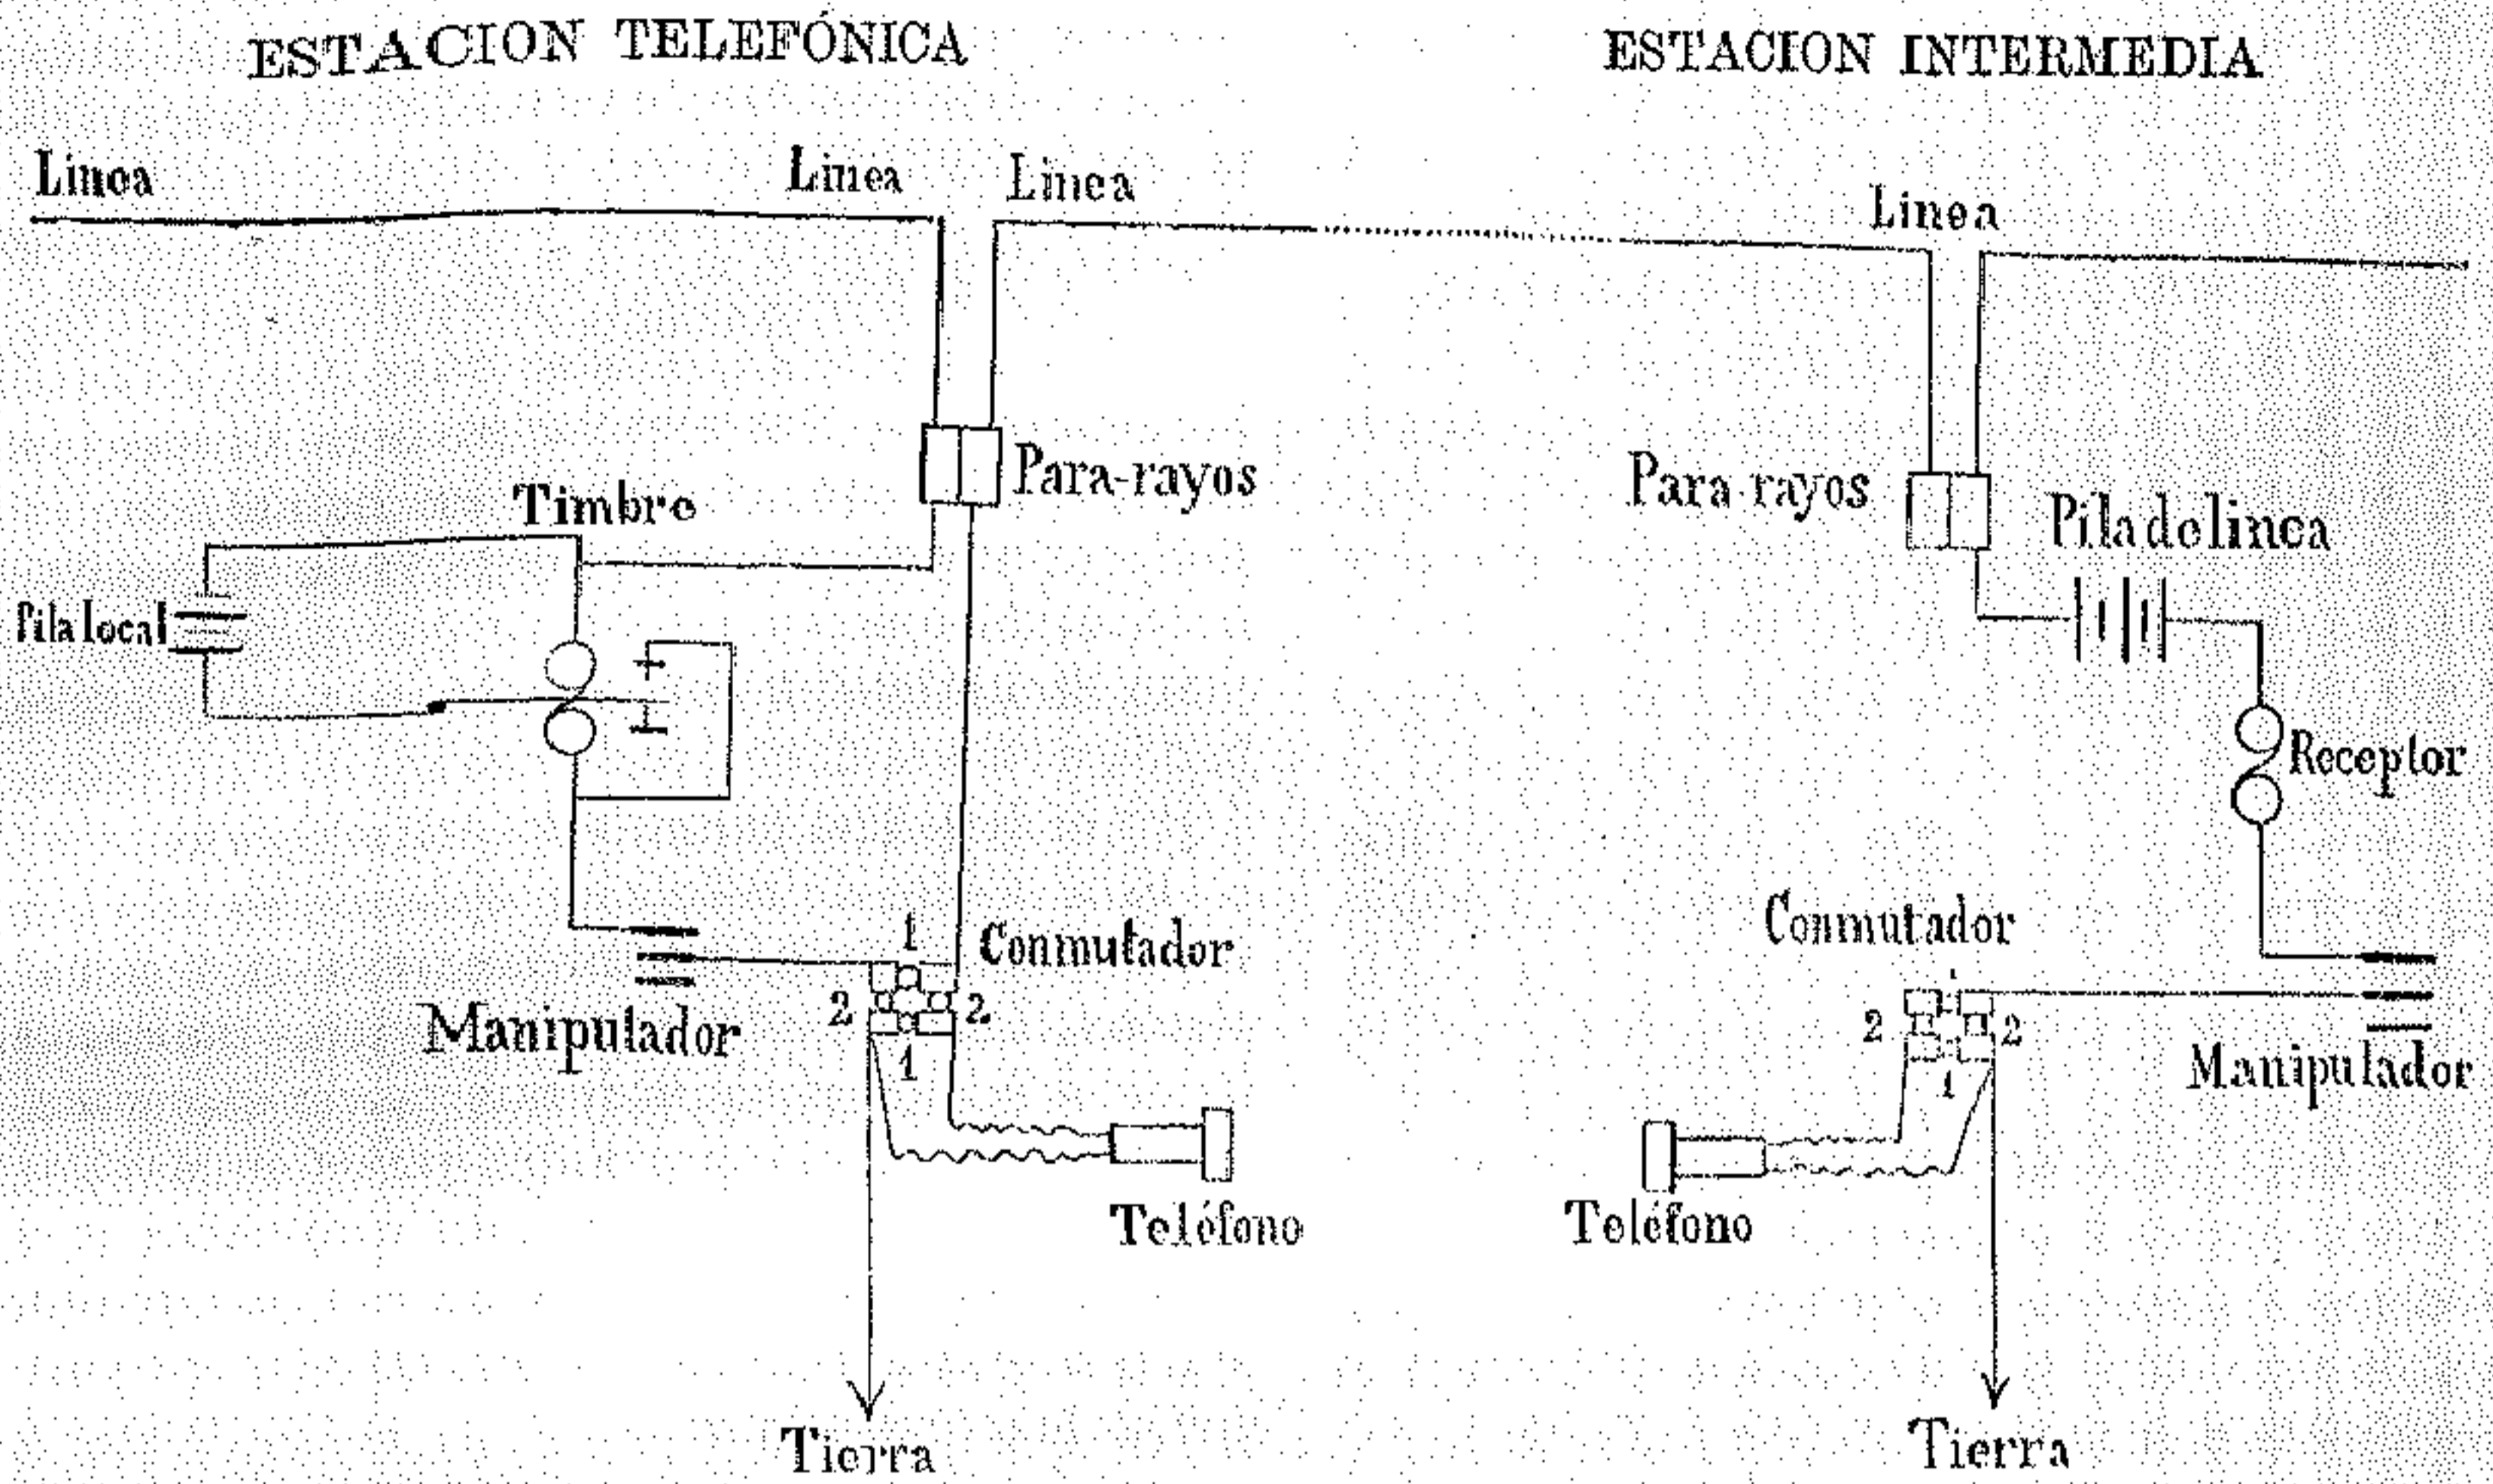 ESTACION TELEFÓNICA
ESTACION INTERMEDIA
Linea
Linea
Linea
Linea
Para-rayos
Timbre
Para-rayos
Pila de linea
Pila local
Receptor
1
Conmutador
Conmutador
2
2
Manipulador
1
1
2
2
Manipulador
1
Teléfono
Teléfono
Tierra
Tierra